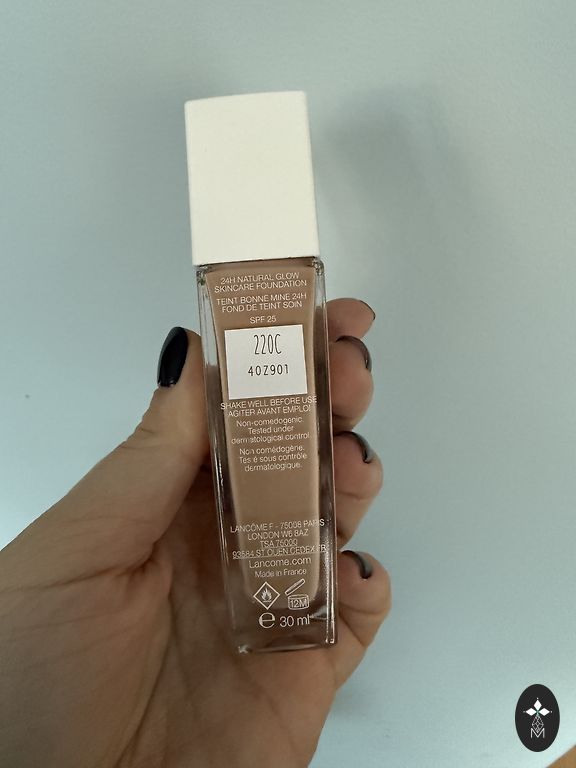 24H NATURAL GLOW
SKINCARE FOUNDATION
TEINT BONNE MINE 24H
FOND DE TEINT SOIN
SPF 25
220C
40Z901
SHAKE WELL BEFORE USE
AGITER AVANT EMPLOI
Non-comedogenic.
Tested under
dermatological control.
Non comédogène.
Testé sous contrôle
dermatologique.
LANCÔME F - 75008 PARIS
LONDON W6 8AZ
TSA 75000
93584 ST OUEN CEDEX FR
Lancome.com
Made in France
12M
e 30 ml
M